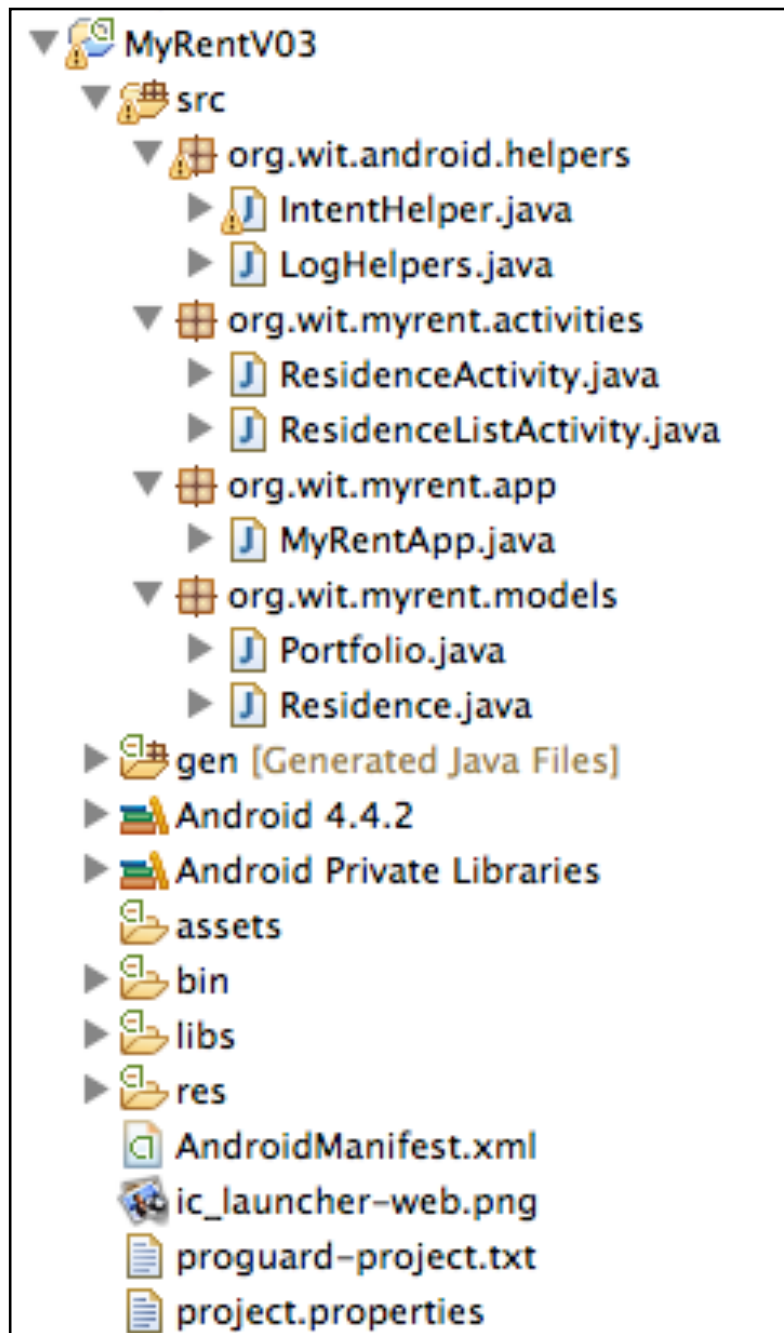 MyRentV03
src
org.wit.android.helpers
IntentHelper.java
LogHelpers.java
org.wit.myrent.activities
ResidenceActivity.java
ResidenceListActivity.java
org.wit.myrent.app
MyRentApp.java
org.wit.myrent.models
Portfolio.java
Residence.java
gen [Generated Java Files]
Android 4.4.2
Android Private Libraries
assets
bin
libs
res
AndroidManifest.xml
ic_launcher-web.png
proguard-project.txt
project.properties